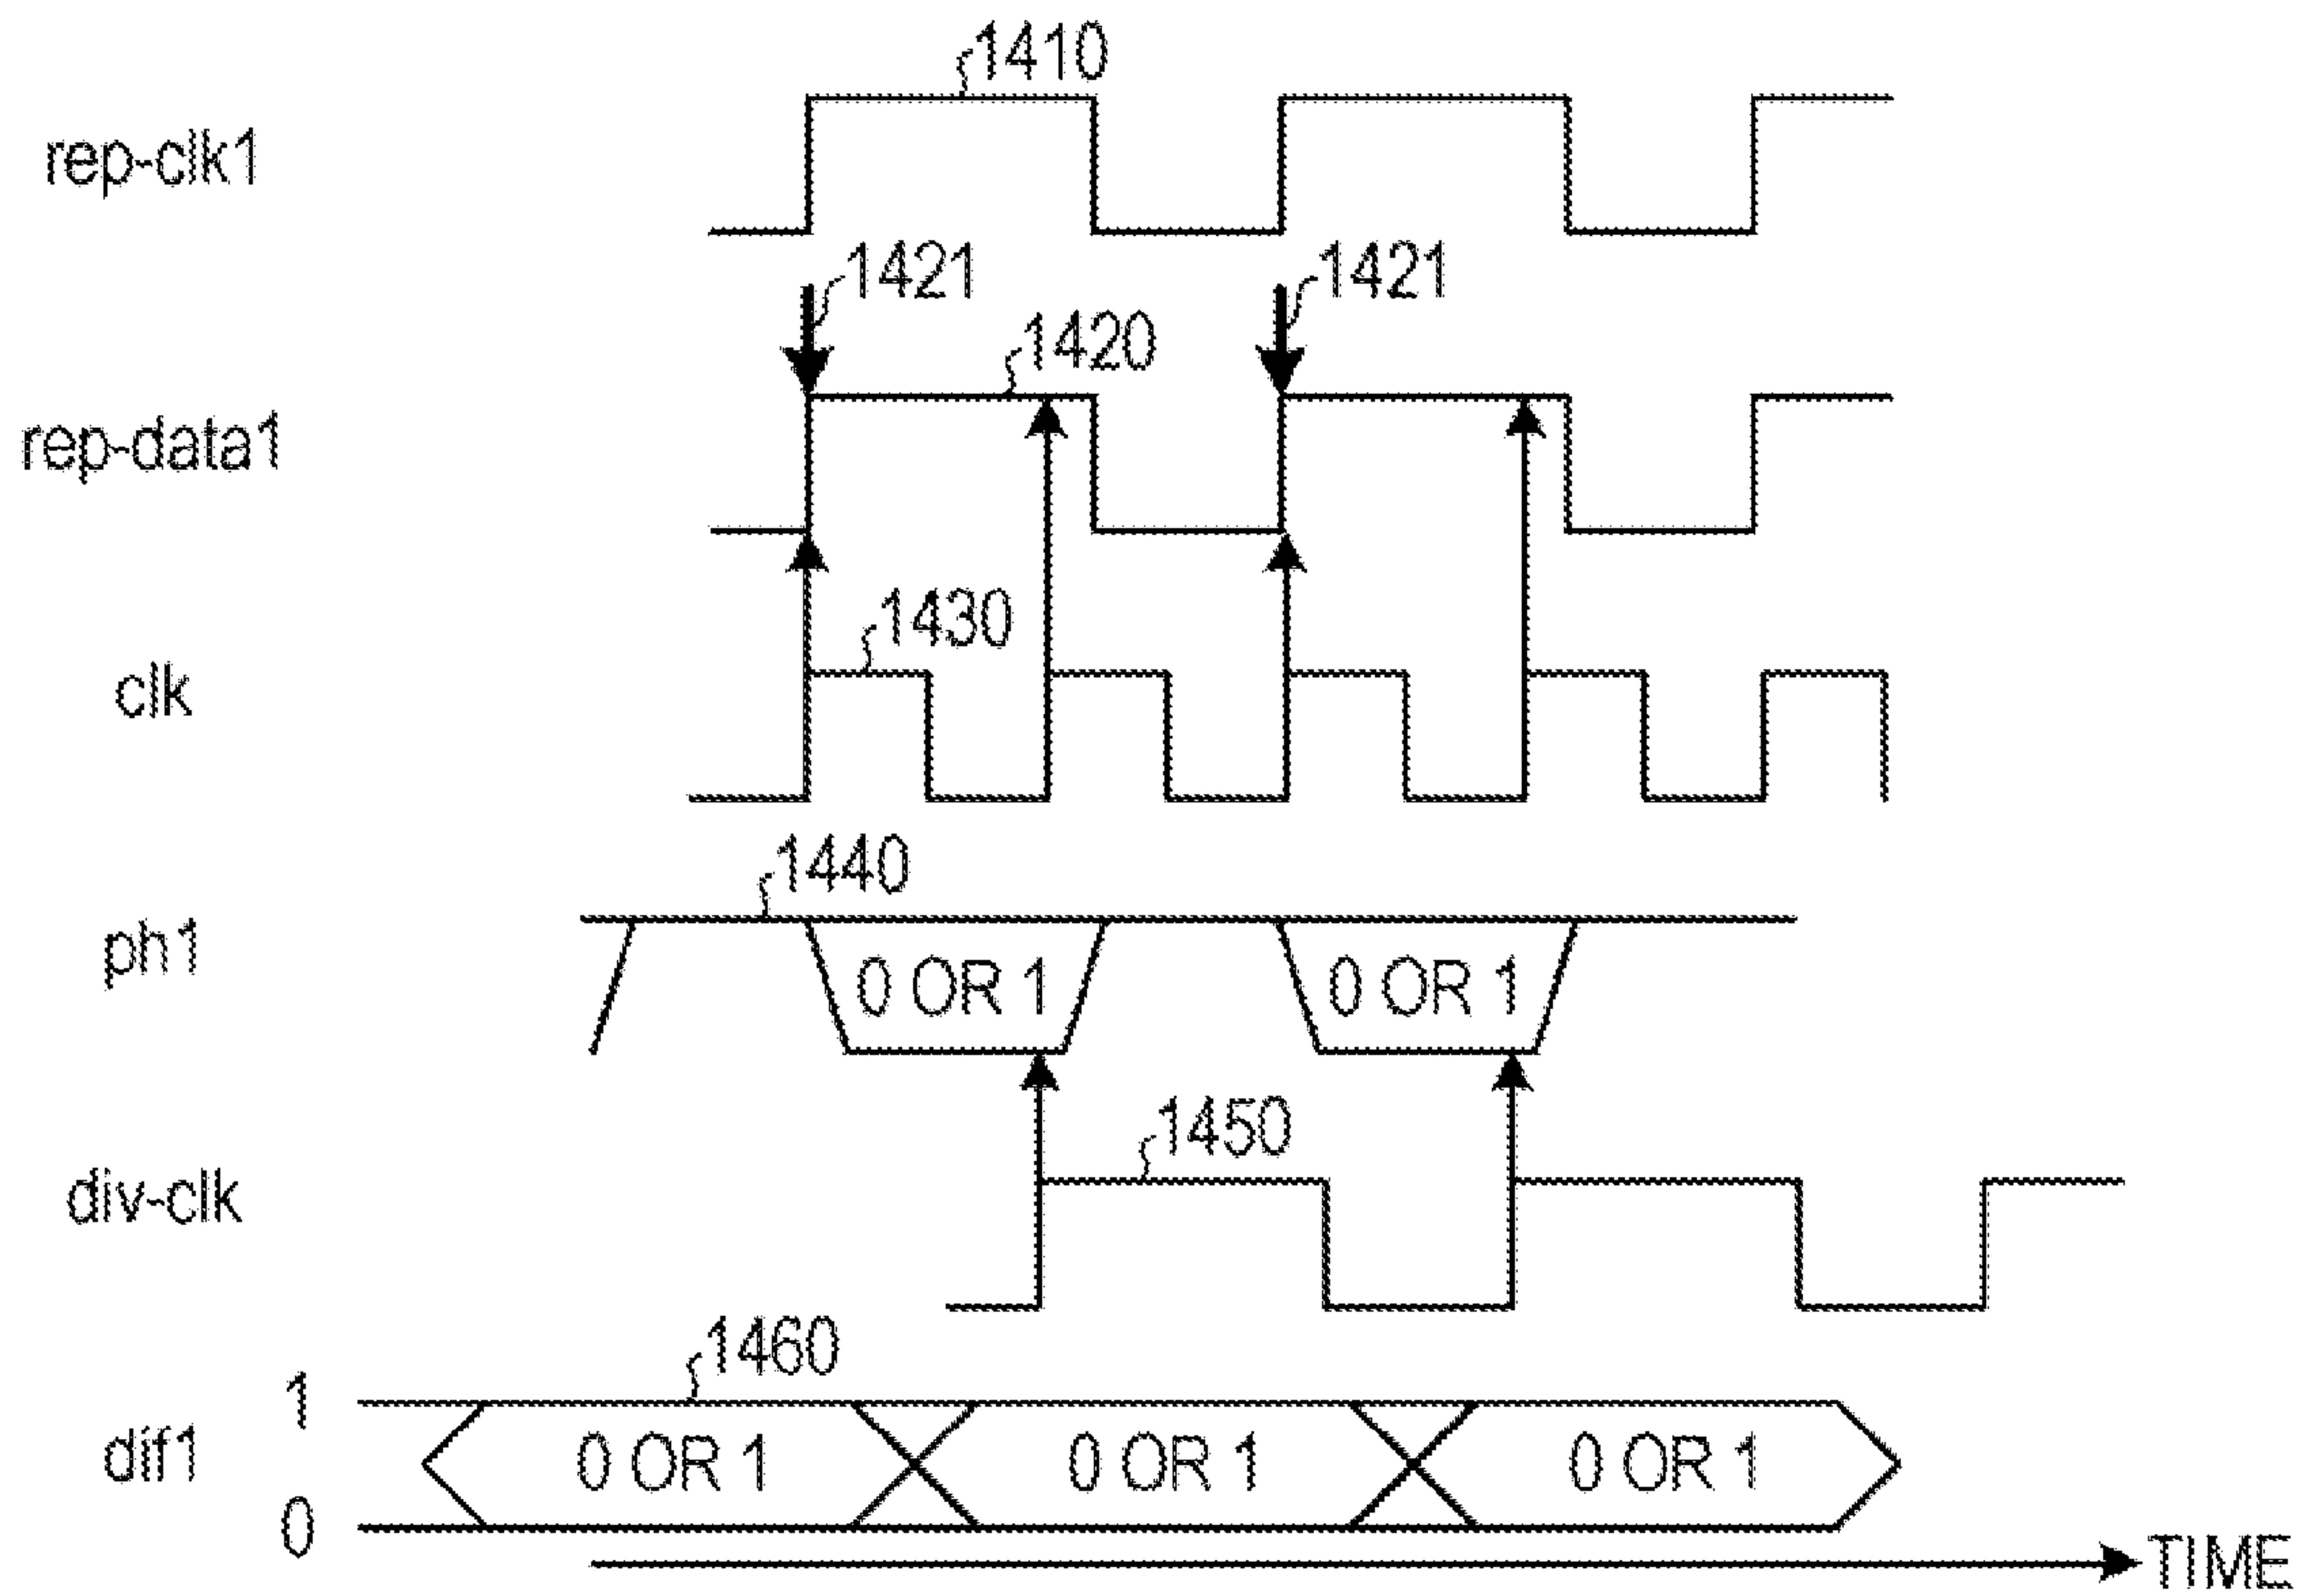 1410
rep-clk1
1421 1421
1420
rep-data1
1430
clk
1440
ph1 0 OR 1 0 OR 1
1450
div-clk
1460
1
dif1 0 OR 1 0 OR 1 0 OR 1
0
TIME